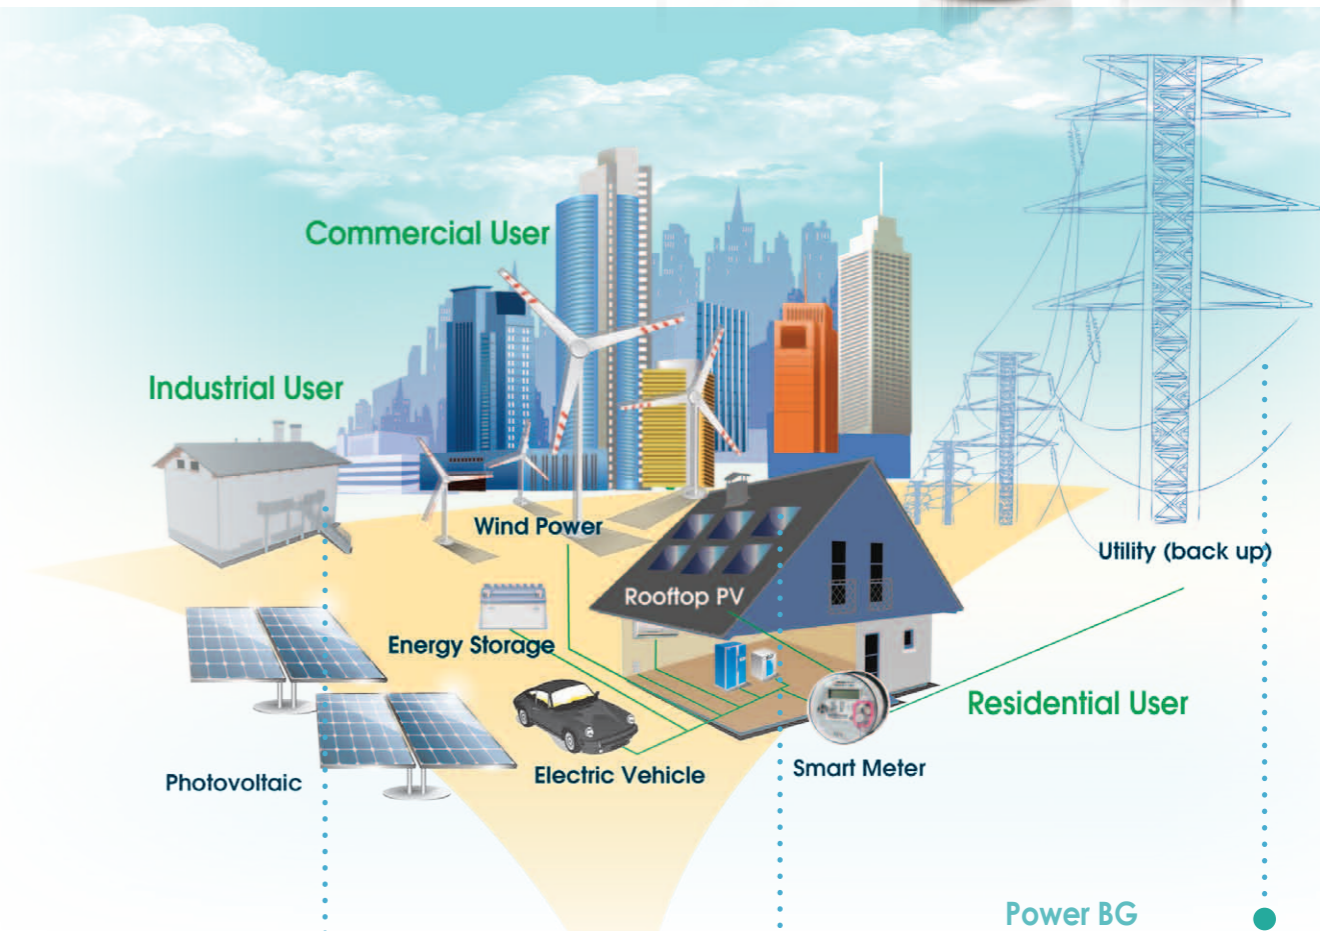 Commercial User
Industrial User
Wind Power
Utility (back up)
Rooftop PV
Energy Storage
Residential User
Smart Meter
Electric Vehicle
Photovoltaic
Power BG